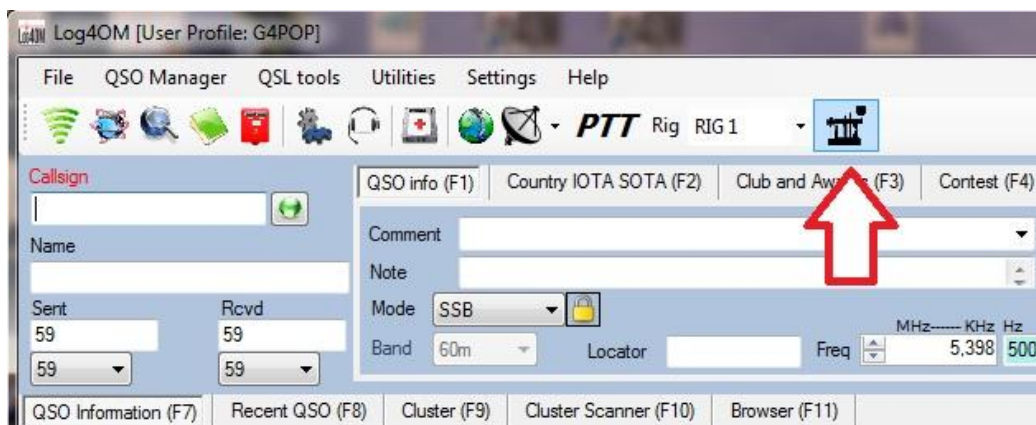 Log4OM [User Profile: G4POP]
File QSO Manager QSL tools Utilities Settings Help
PTT Rig RIG 1
Callsign
QSO info (F1) Country IOTA SOTA (F2) Club and (F3) Contest (F4)
Comment
Name
Note
Sent Rcvd
Mode SSB
59 59
MHz------ KHz Hz
Band 60m Locator Freq 5,398 500
59 59
QSO Information (F7) Recent QSO (F8) Cluster (F9) Cluster Scanner (F10) Browser (F11)